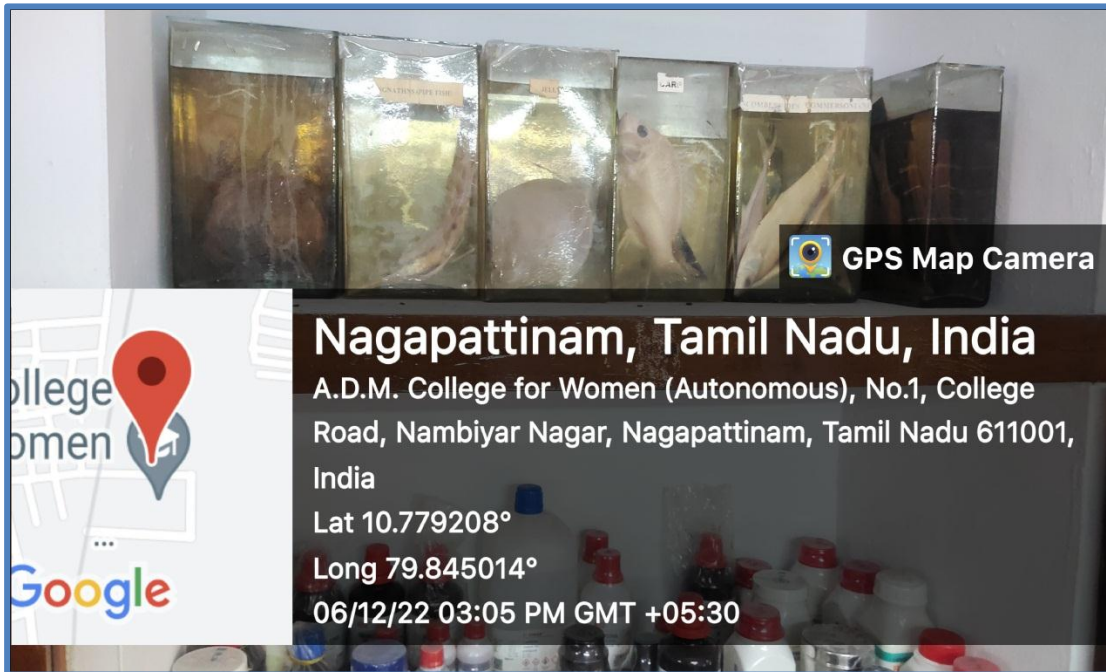 GPS Map Camera
Nagapattinam, Tamil Nadu, India
A.D.M. College for Women (Autonomous), No.1, College
Road, Nambiyar Nagar, Nagapattinam, Tamil Nadu 611001,
India
Lat 10.779208°
Long 79.845014°
06/12/22 03:05 PM GMT +05:30
ollege
omen
Google